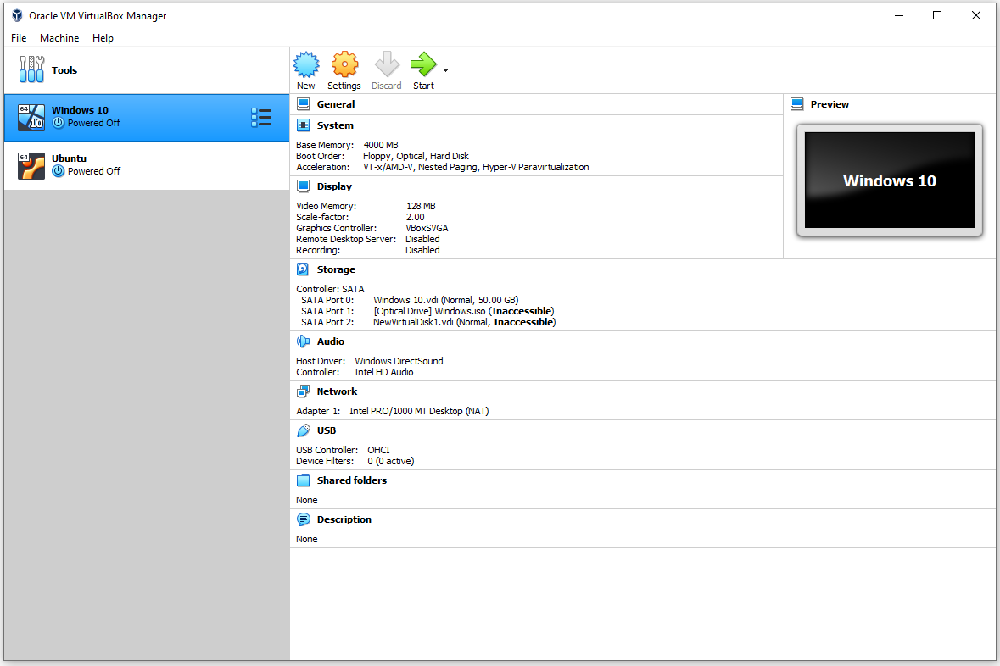 Oracle VM VirtualBox Manager
File Machine Help
Tools
64 10 Windows 10
Powered Off
64 Ubuntu
Powered Off
New Settings Discard Start
General
System
Base Memory: 4000 MB
Boot Order: Floppy, Optical, Hard Disk
Acceleration: VT-x/AMD-V, Nested Paging, Hyper-V Paravirtualization
Display
Video Memory: 128 MB
Scale-factor: 2.00
Graphics Controller: VBoxSVGA
Remote Desktop Server: Disabled
Recording: Disabled
Preview
Windows 10
Storage
Controller: SATA
SATA Port 0: Windows 10.vdi (Normal, 50.00 GB)
SATA Port 1: [Optical Drive] Windows.iso (Inaccessible)
SATA Port 2: NewVirtualDisk1.vdi (Normal, Inaccessible)
Audio
Host Driver: Windows DirectSound
Controller: Intel HD Audio
Network
Adapter 1: Intel PRO/1000 MT Desktop (NAT)
USB
USB Controller: OHCI
Device Filters: 0 (0 active)
Shared folders
None
Description
None